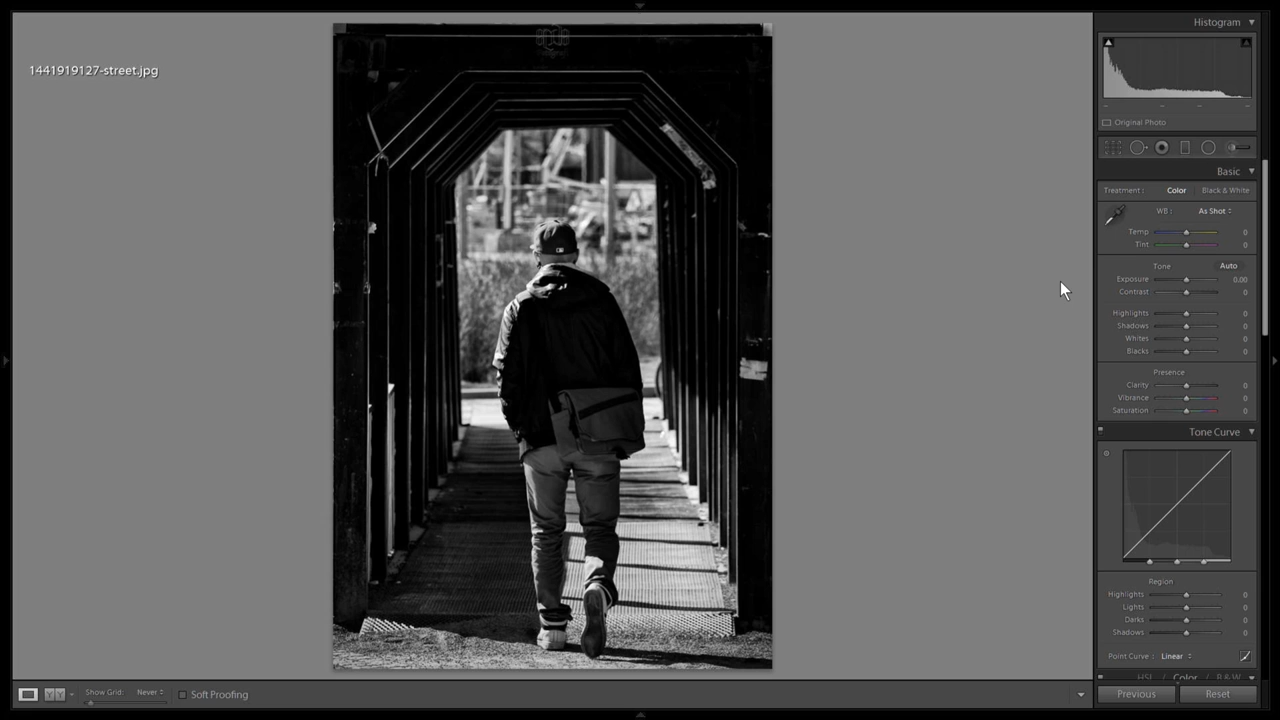 Histogram
1441919127-street.jpg
Original Photo
Basic
Treatment : Color Black & White
WB : As Shot
Temp 0
Tint 0
Tone Auto
Exposure 0.00
Contrast 0
Highlights 0
Shadows 0
Whites 0
Blacks 0
Presence
Clarity 0
Vibrance 0
Saturation 0
Tone Curve
Region
Highlights 0
Lights 0
Darks 0
Shadows 0
Point Curve : Linear
HSL / Color / B & W
Show Grid: Never Soft Proofing Previous Reset